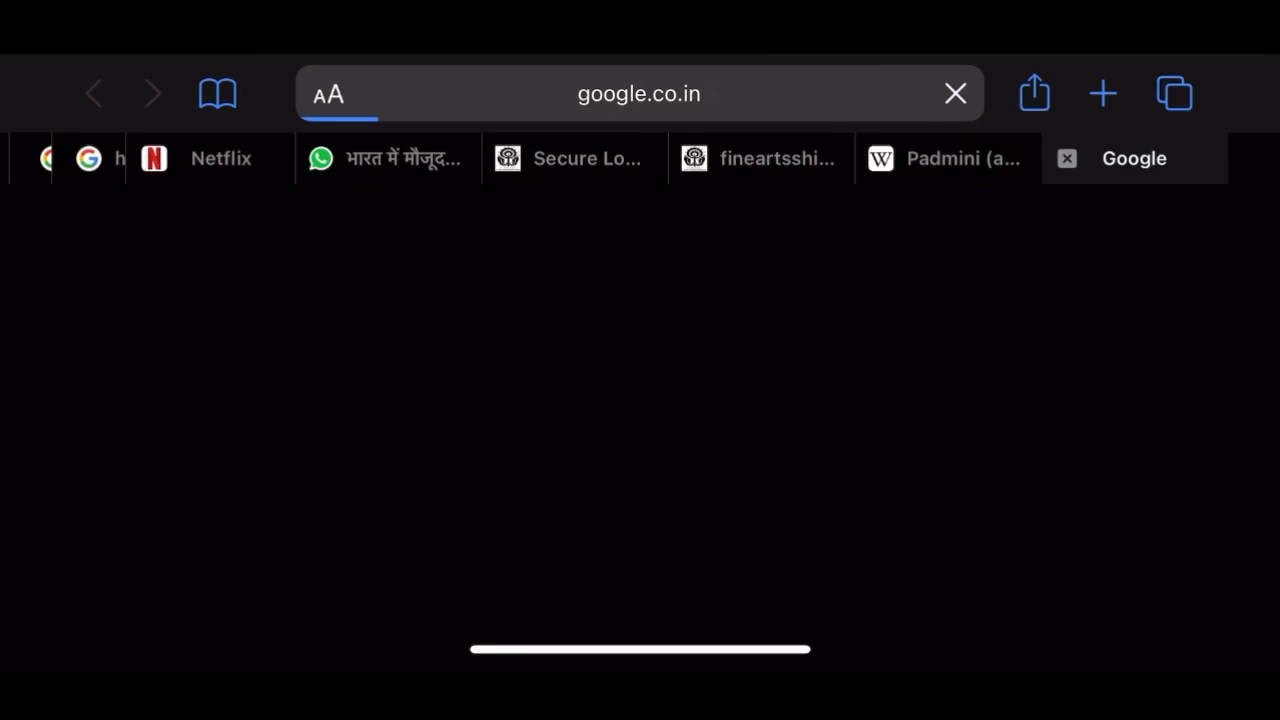 AA google.co.in
h Netflix भारत में मौजूद... Secure Lo... fineartsshi... Padmini (a... Google